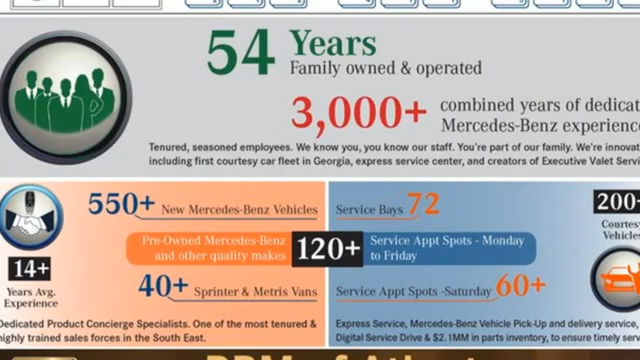 54 Years
Family owned & operated
3,000+ combined years of dedicat
Mercedes-Benz experienc
Tenured, seasoned employees. We know you, you know our staff. You're part of our family. We're innovat
including first courtesy car fleet in Georgia, express service center, and creators of Executive Valet Servi
550+ New Mercedes-Benz Vehicles
Pre-Owned Mercedes-Benz
and other quality makes
120+
40+ Sprinter & Metris Vans
14+
Years Avg.
Experience
Dedicated Product Concierge Specialists. One of the most tenured &
highly trained sales forces in the South East.
Service Bays 72
Service Appt Spots - Monday
to Friday
Service Appt Spots -Saturday 60+
200+
Courtesy
Vehicles
Express Service, Mercedes-Benz Vehicle Pick-Up and delivery service,
Digital Service Drive & $2.1MM in parts inventory, to ensure timely serv